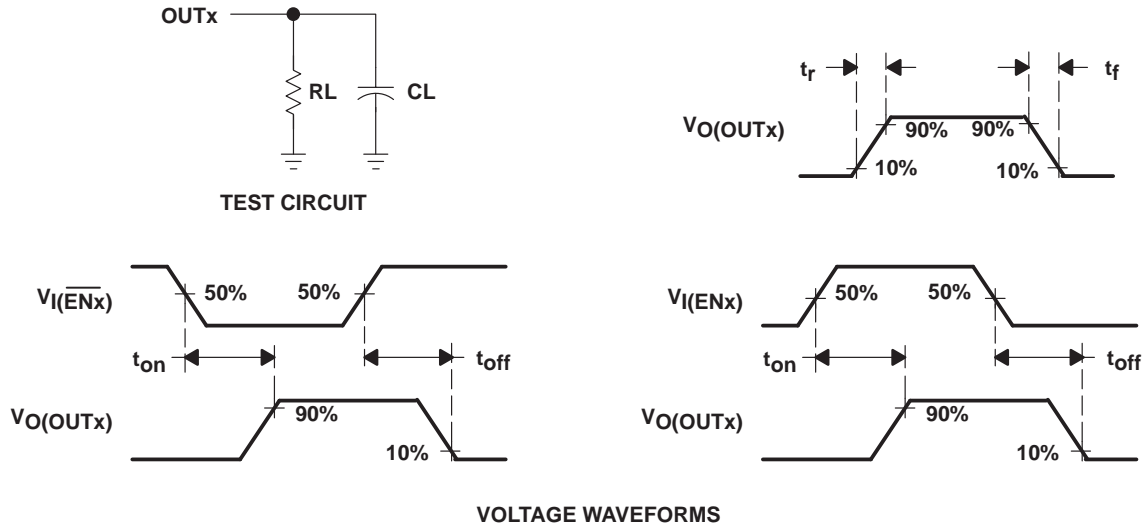 OUTx
RL
CL
TEST CIRCUIT
tr
tf
VO(OUTx)
90%
90%
10%
10%
VI(E̅N̅x̅)
50%
50%
ton
toff
VO(OUTx)
90%
10%
VI(ENx)
50%
50%
ton
toff
VO(OUTx)
90%
10%
VOLTAGE WAVEFORMS